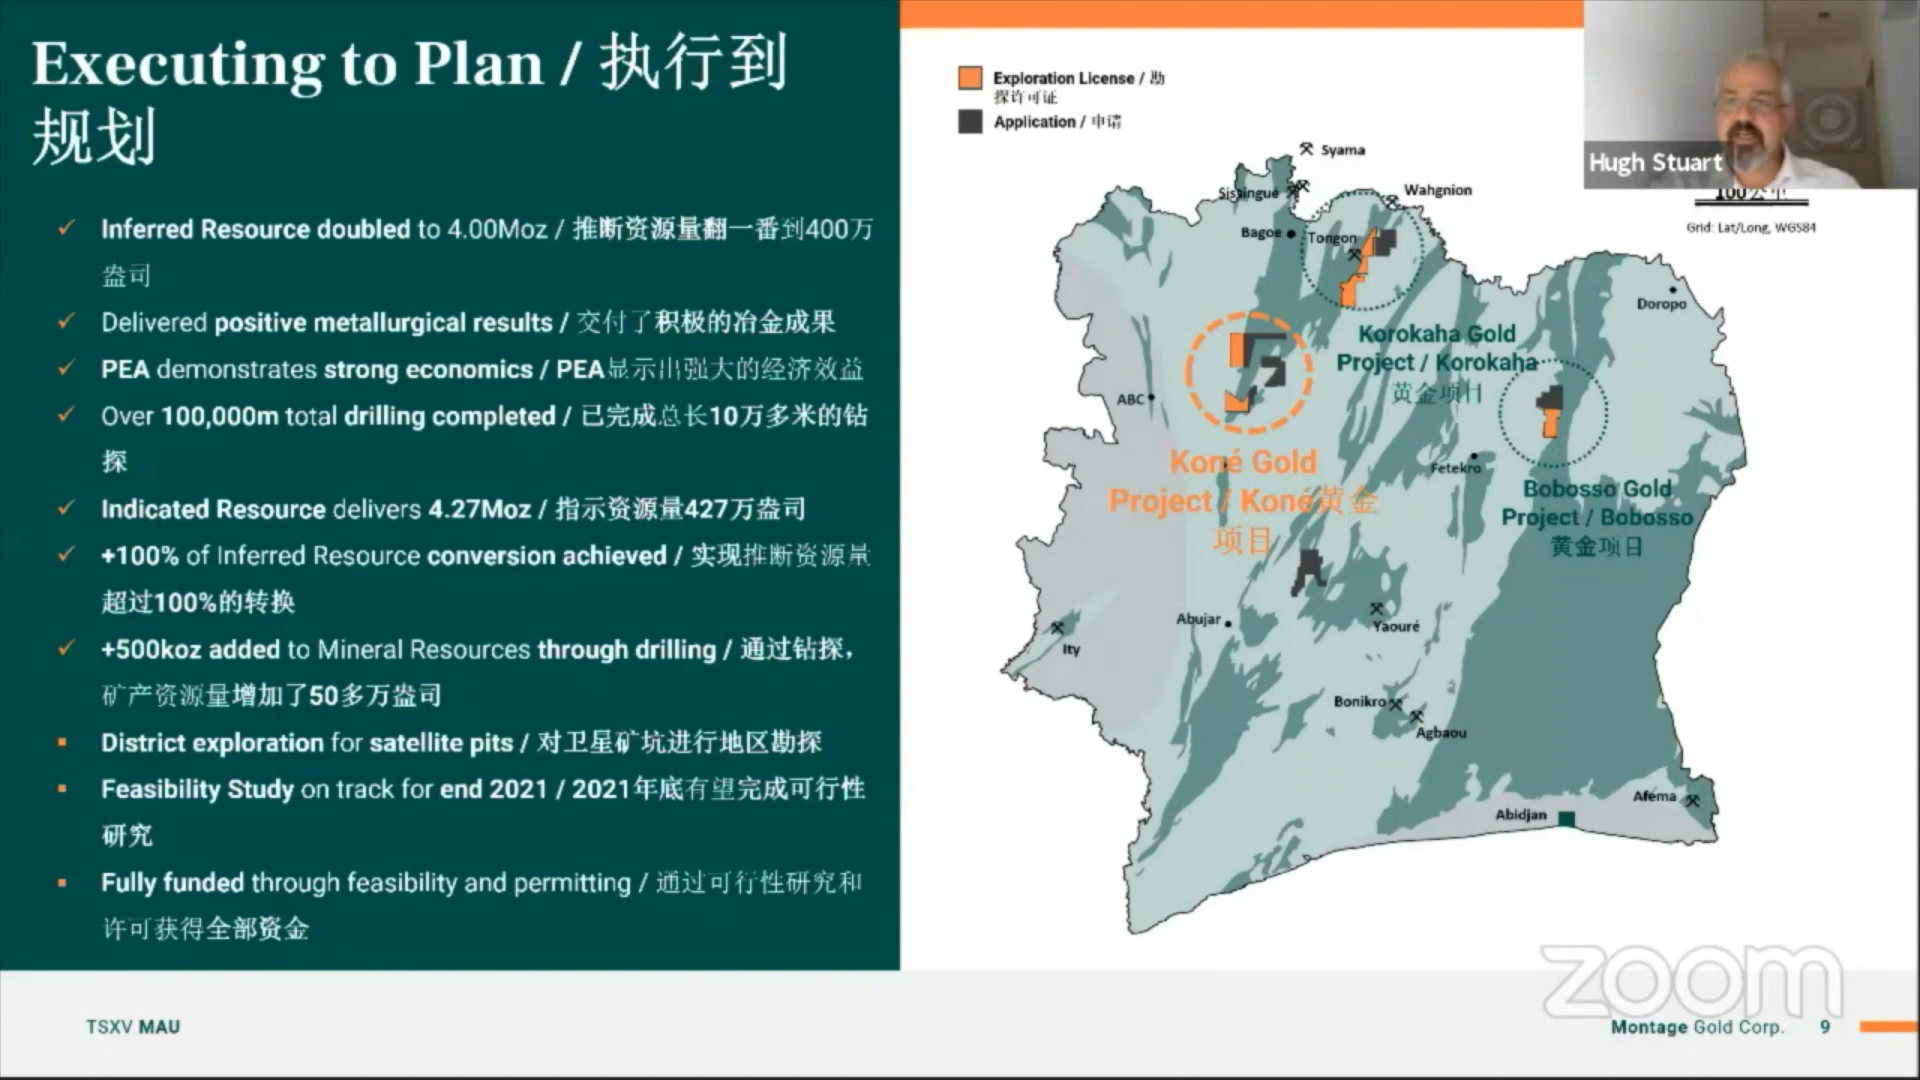 Executing to Plan / 执行到
规划
✓ Inferred Resource doubled to 4.00Moz / 推断资源量翻一番到400万
盎司
✓ Delivered positive metallurgical results / 交付了积极的冶金成果
✓ PEA demonstrates strong economics / PEA显示出强大的经济效益
✓ Over 100,000m total drilling completed / 已完成总长10万多米的钻
探
✓ Indicated Resource delivers 4.27Moz / 指示资源量427万盎司
✓ +100% of Inferred Resource conversion achieved / 实现推断资源量
超过100%的转换
✓ +500koz added to Mineral Resources through drilling / 通过钻探，
矿产资源量增加了50多万盎司
▪ District exploration for satellite pits / 对卫星矿坑进行地区勘探
▪ Feasibility Study on track for end 2021 / 2021年底有望完成可行性
研究
▪ Fully funded through feasibility and permitting / 通过可行性研究和
许可获得全部资金
Exploration License / 勘
探许可证
Application / 申请
Hugh Stuart
100公里
Grid: Lat/Long, WGS84
Syama
Sissingué
Wahgnion
Bagoe
Tongon
Doropo
Korokaha Gold
Project / Korokaha
黄金项目
ABC
Koné Gold
Project / Koné黄金
项目
Fetekro
Bobosso Gold
Project / Bobosso
黄金项目
Abujar
Yaouré
Ity
Bonikro
Agbaou
Afema
Abidjan
zoom
TSXV MAU
Montage Gold Corp. 9